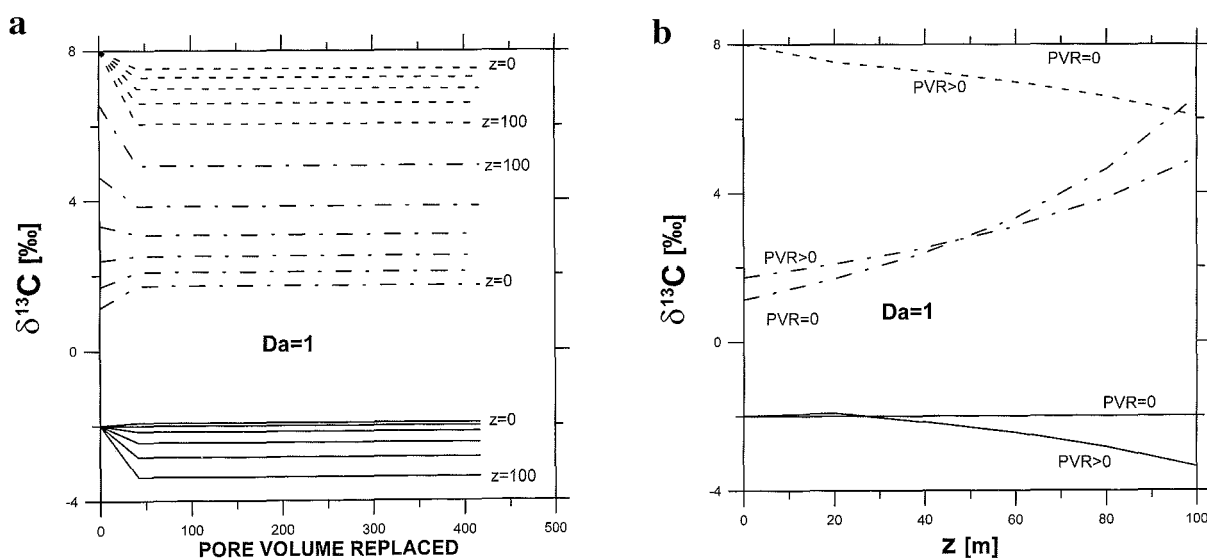 a
8
4
0
-4
δ¹³C [‰]
z=0
z=100
z=100
z=0
Da=1
z=0
z=100
0
100
200
300
400
500
PORE VOLUME REPLACED
b
8
4
0
-4
δ¹³C [‰]
PVR=0
PVR>0
PVR>0
PVR=0
Da=1
PVR=0
PVR>0
0
20
40
60
80
100
z [m]